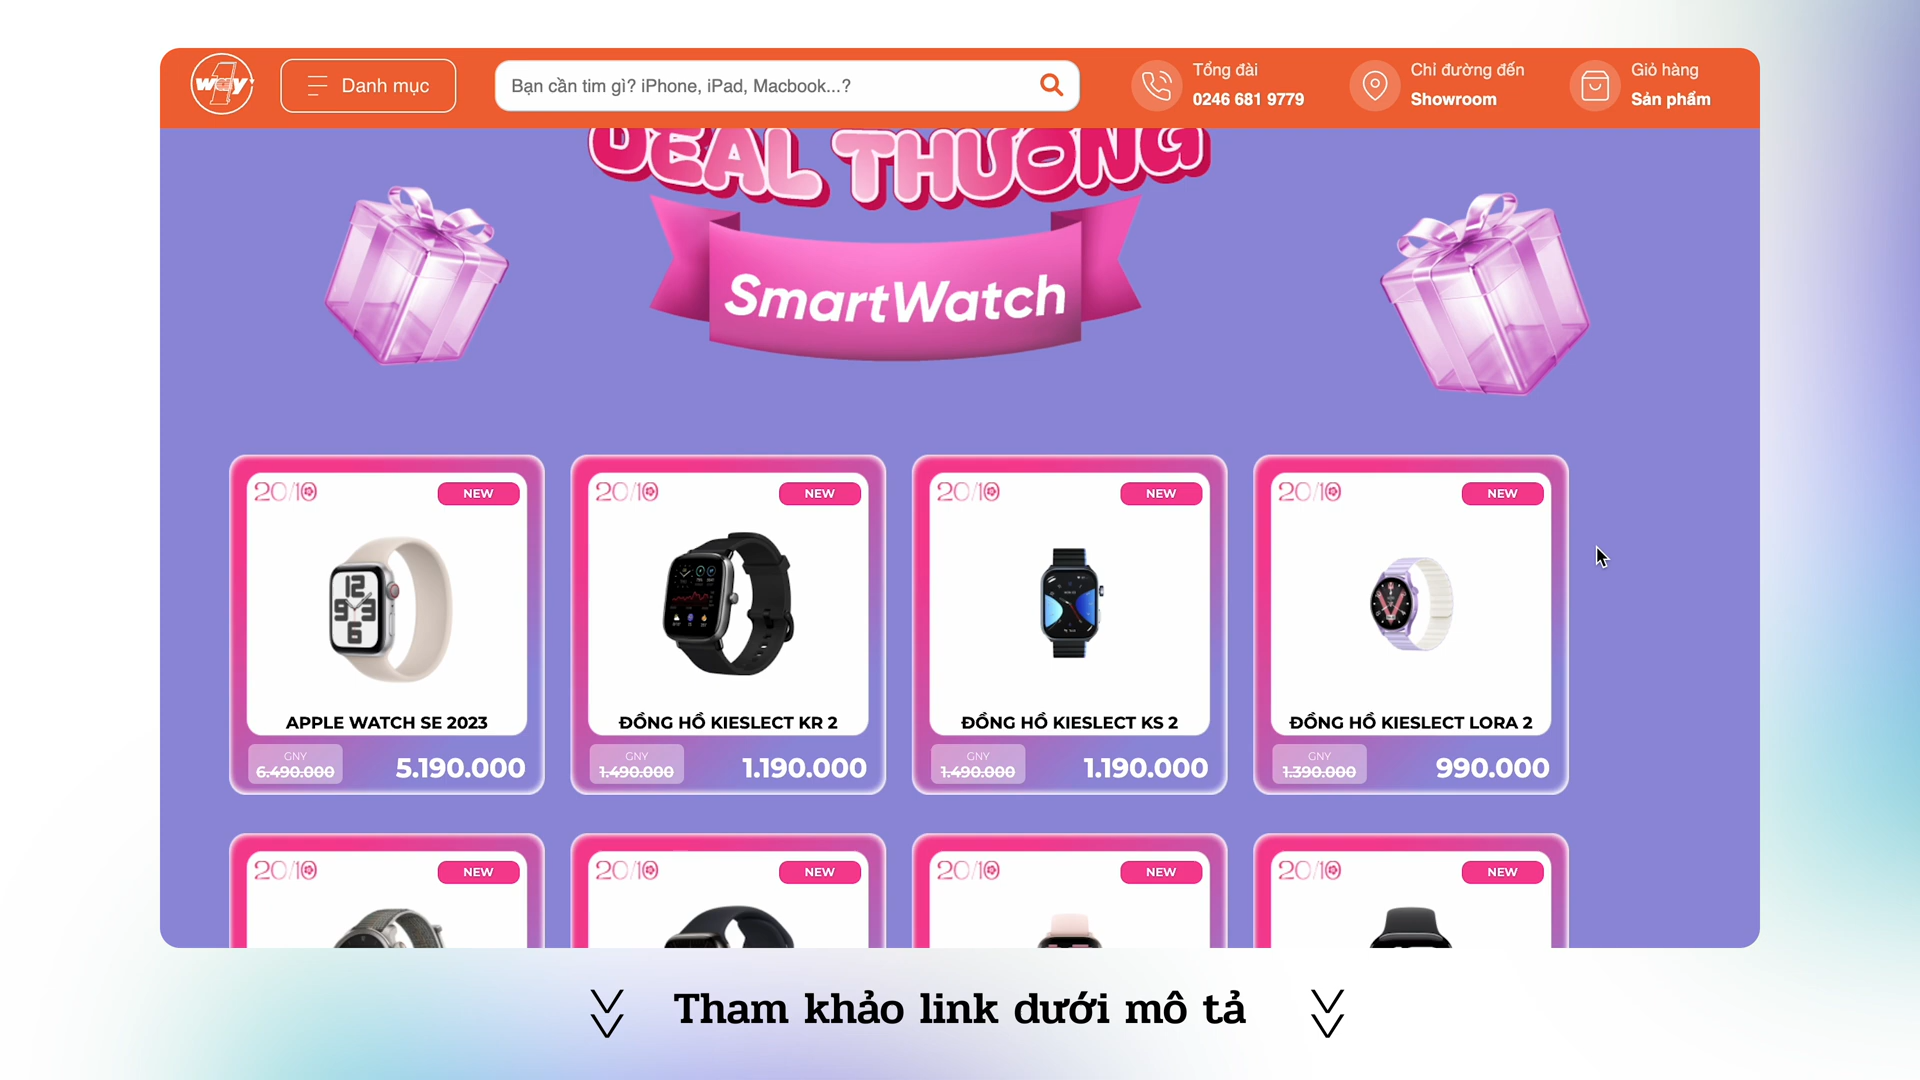 1
way
Danh mục
Bạn cần tìm gì? iPhone, iPad, Macbook...?
Tổng đài
0246 681 9779
Chỉ đường đến
Showroom
Giỏ hàng
Sản phẩm
DEAL THƯƠNG
SmartWatch
20/10 NEW
APPLE WATCH SE 2023
GNY
6.490.000
5.190.000
20/10 NEW
ĐỒNG HỒ KIESLECT KR 2
GNY
1.490.000
1.190.000
20/10 NEW
ĐỒNG HỒ KIESLECT KS 2
GNY
1.490.000
1.190.000
20/10 NEW
ĐỒNG HỒ KIESLECT LORA 2
GNY
1.390.000
990.000
20/10 NEW
20/10 NEW
20/10 NEW
20/10 NEW
Tham khảo link dưới mô tả